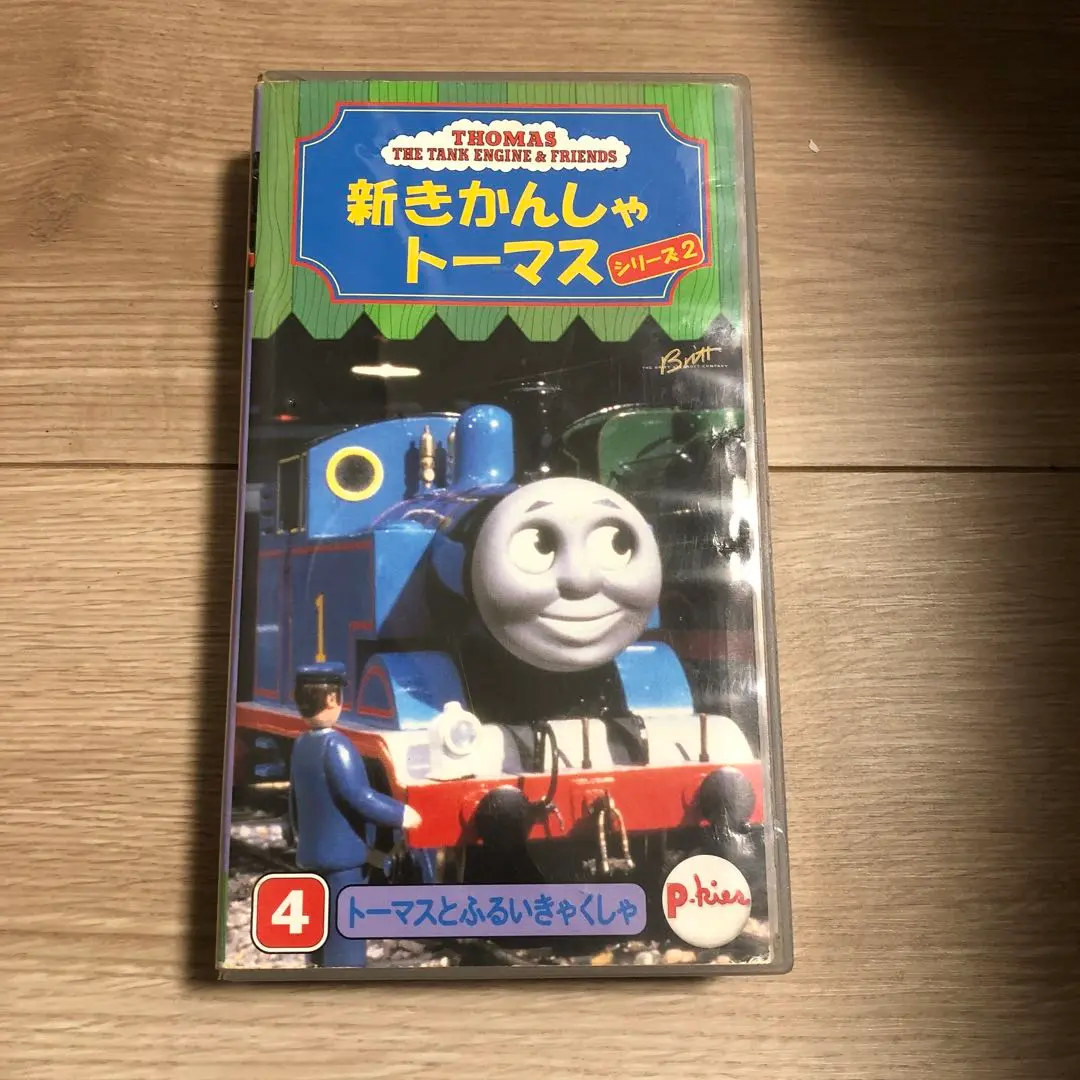 THOMAS
THE TANK ENGINE & FRIENDS
新きかんしゃ
トーマス
シリーズ2
Britt
1
4
トーマスとふるいきゃくしゃ
p-kies